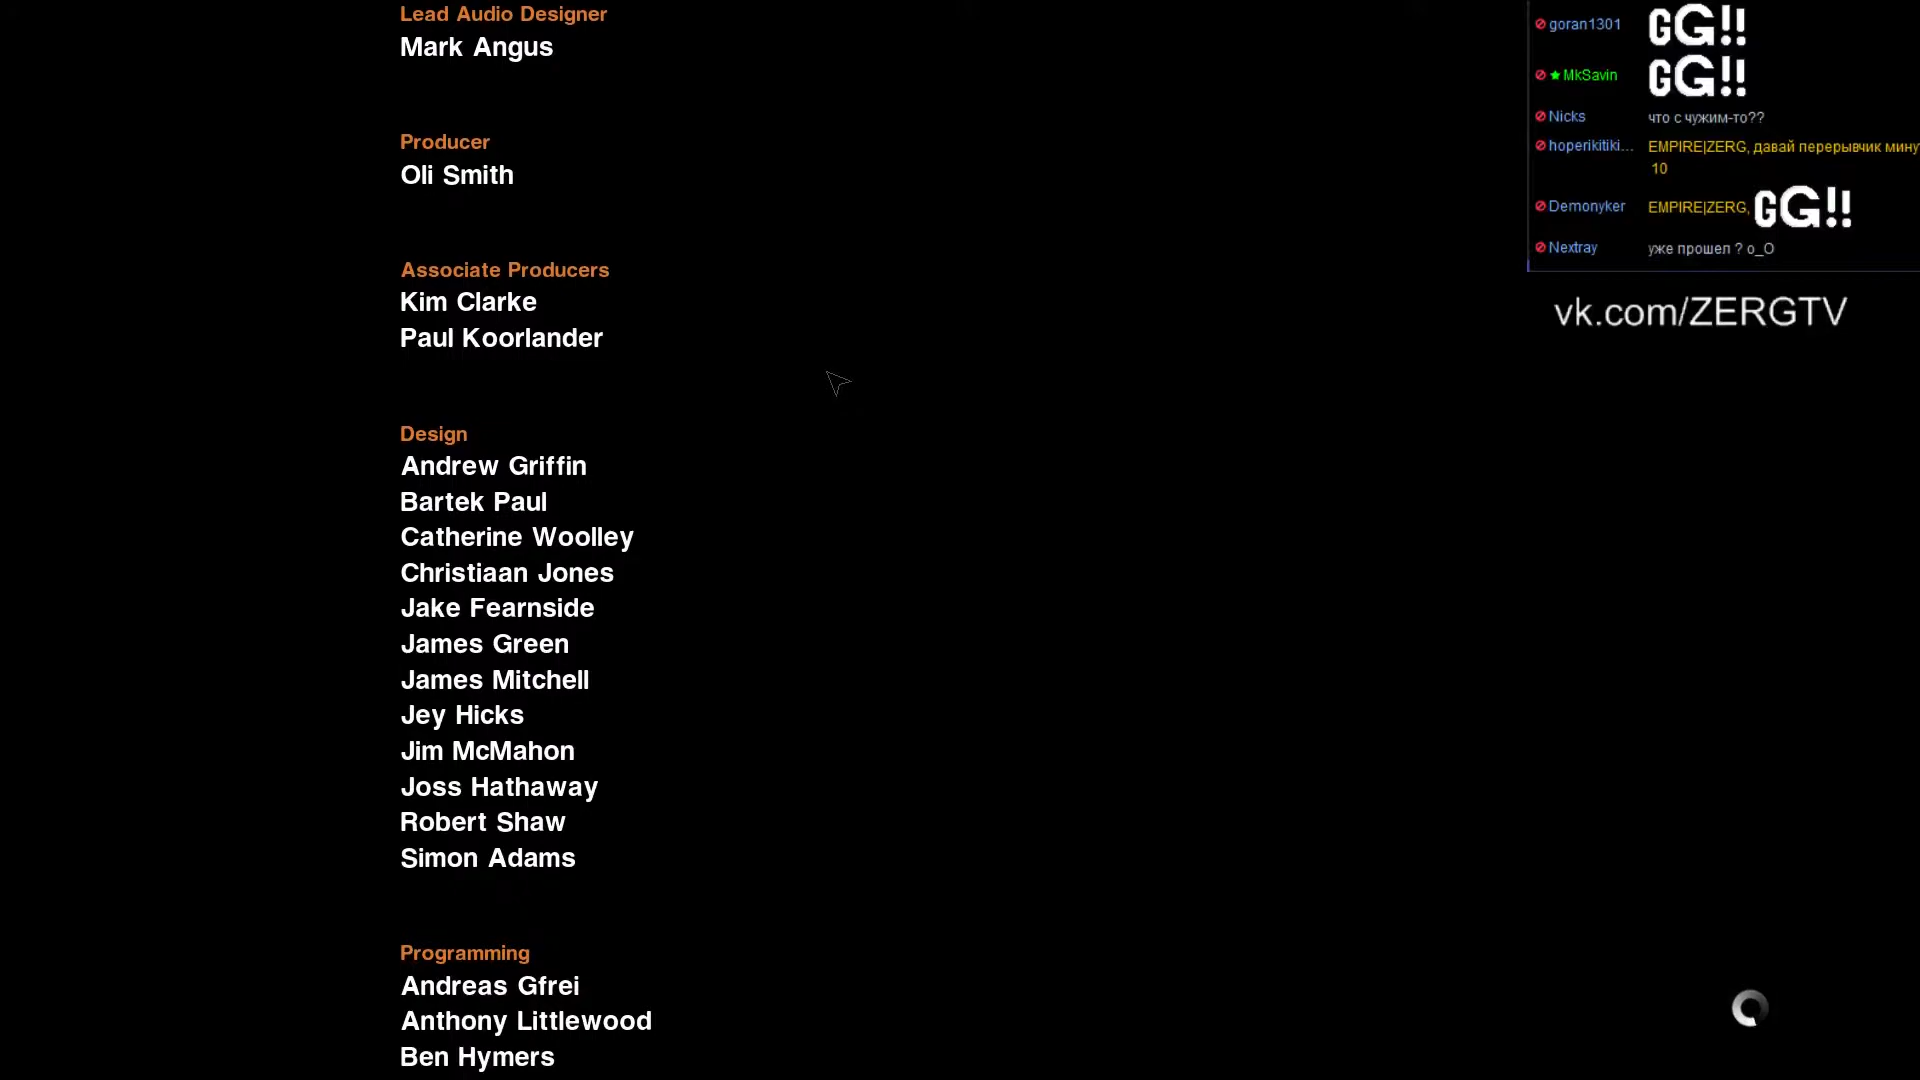 Lead Audio Designer
Mark Angus
Producer
Oli Smith
Associate Producers
Kim Clarke
Paul Koorlander
Design
Andrew Griffin
Bartek Paul
Catherine Woolley
Christiaan Jones
Jake Fearnside
James Green
James Mitchell
Jey Hicks
Jim McMahon
Joss Hathaway
Robert Shaw
Simon Adams
Programming
Andreas Gfrei
Anthony Littlewood
Ben Hymers
goran1301 GG!!
MkSavin GG!!
Nicks что с чужим-то??
hoperikitiki... EMPIRE|ZERG, давай перерывчик мину
10
Demonyker EMPIRE|ZERG, GG!!
Nextray уже прошел ? o_O
vk.com/ZERGTV